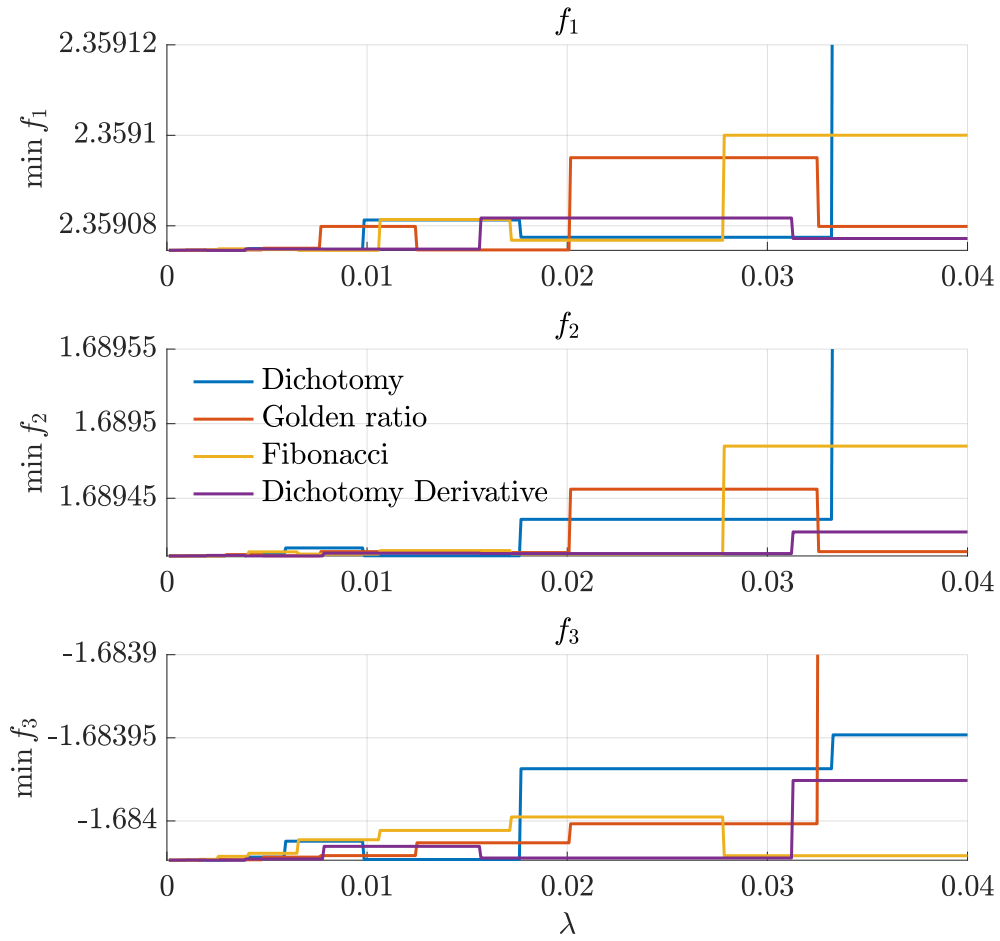 f₁
2.35912
2.3591
2.35908
min f₁
0 0.01 0.02 0.03 0.04
f₂
1.68955
1.6895
1.68945
min f₂
Dichotomy
Golden ratio
Fibonacci
Dichotomy Derivative
0 0.01 0.02 0.03 0.04
f₃
-1.6839
-1.68395
-1.684
min f₃
0 0.01 0.02 0.03 0.04
λ